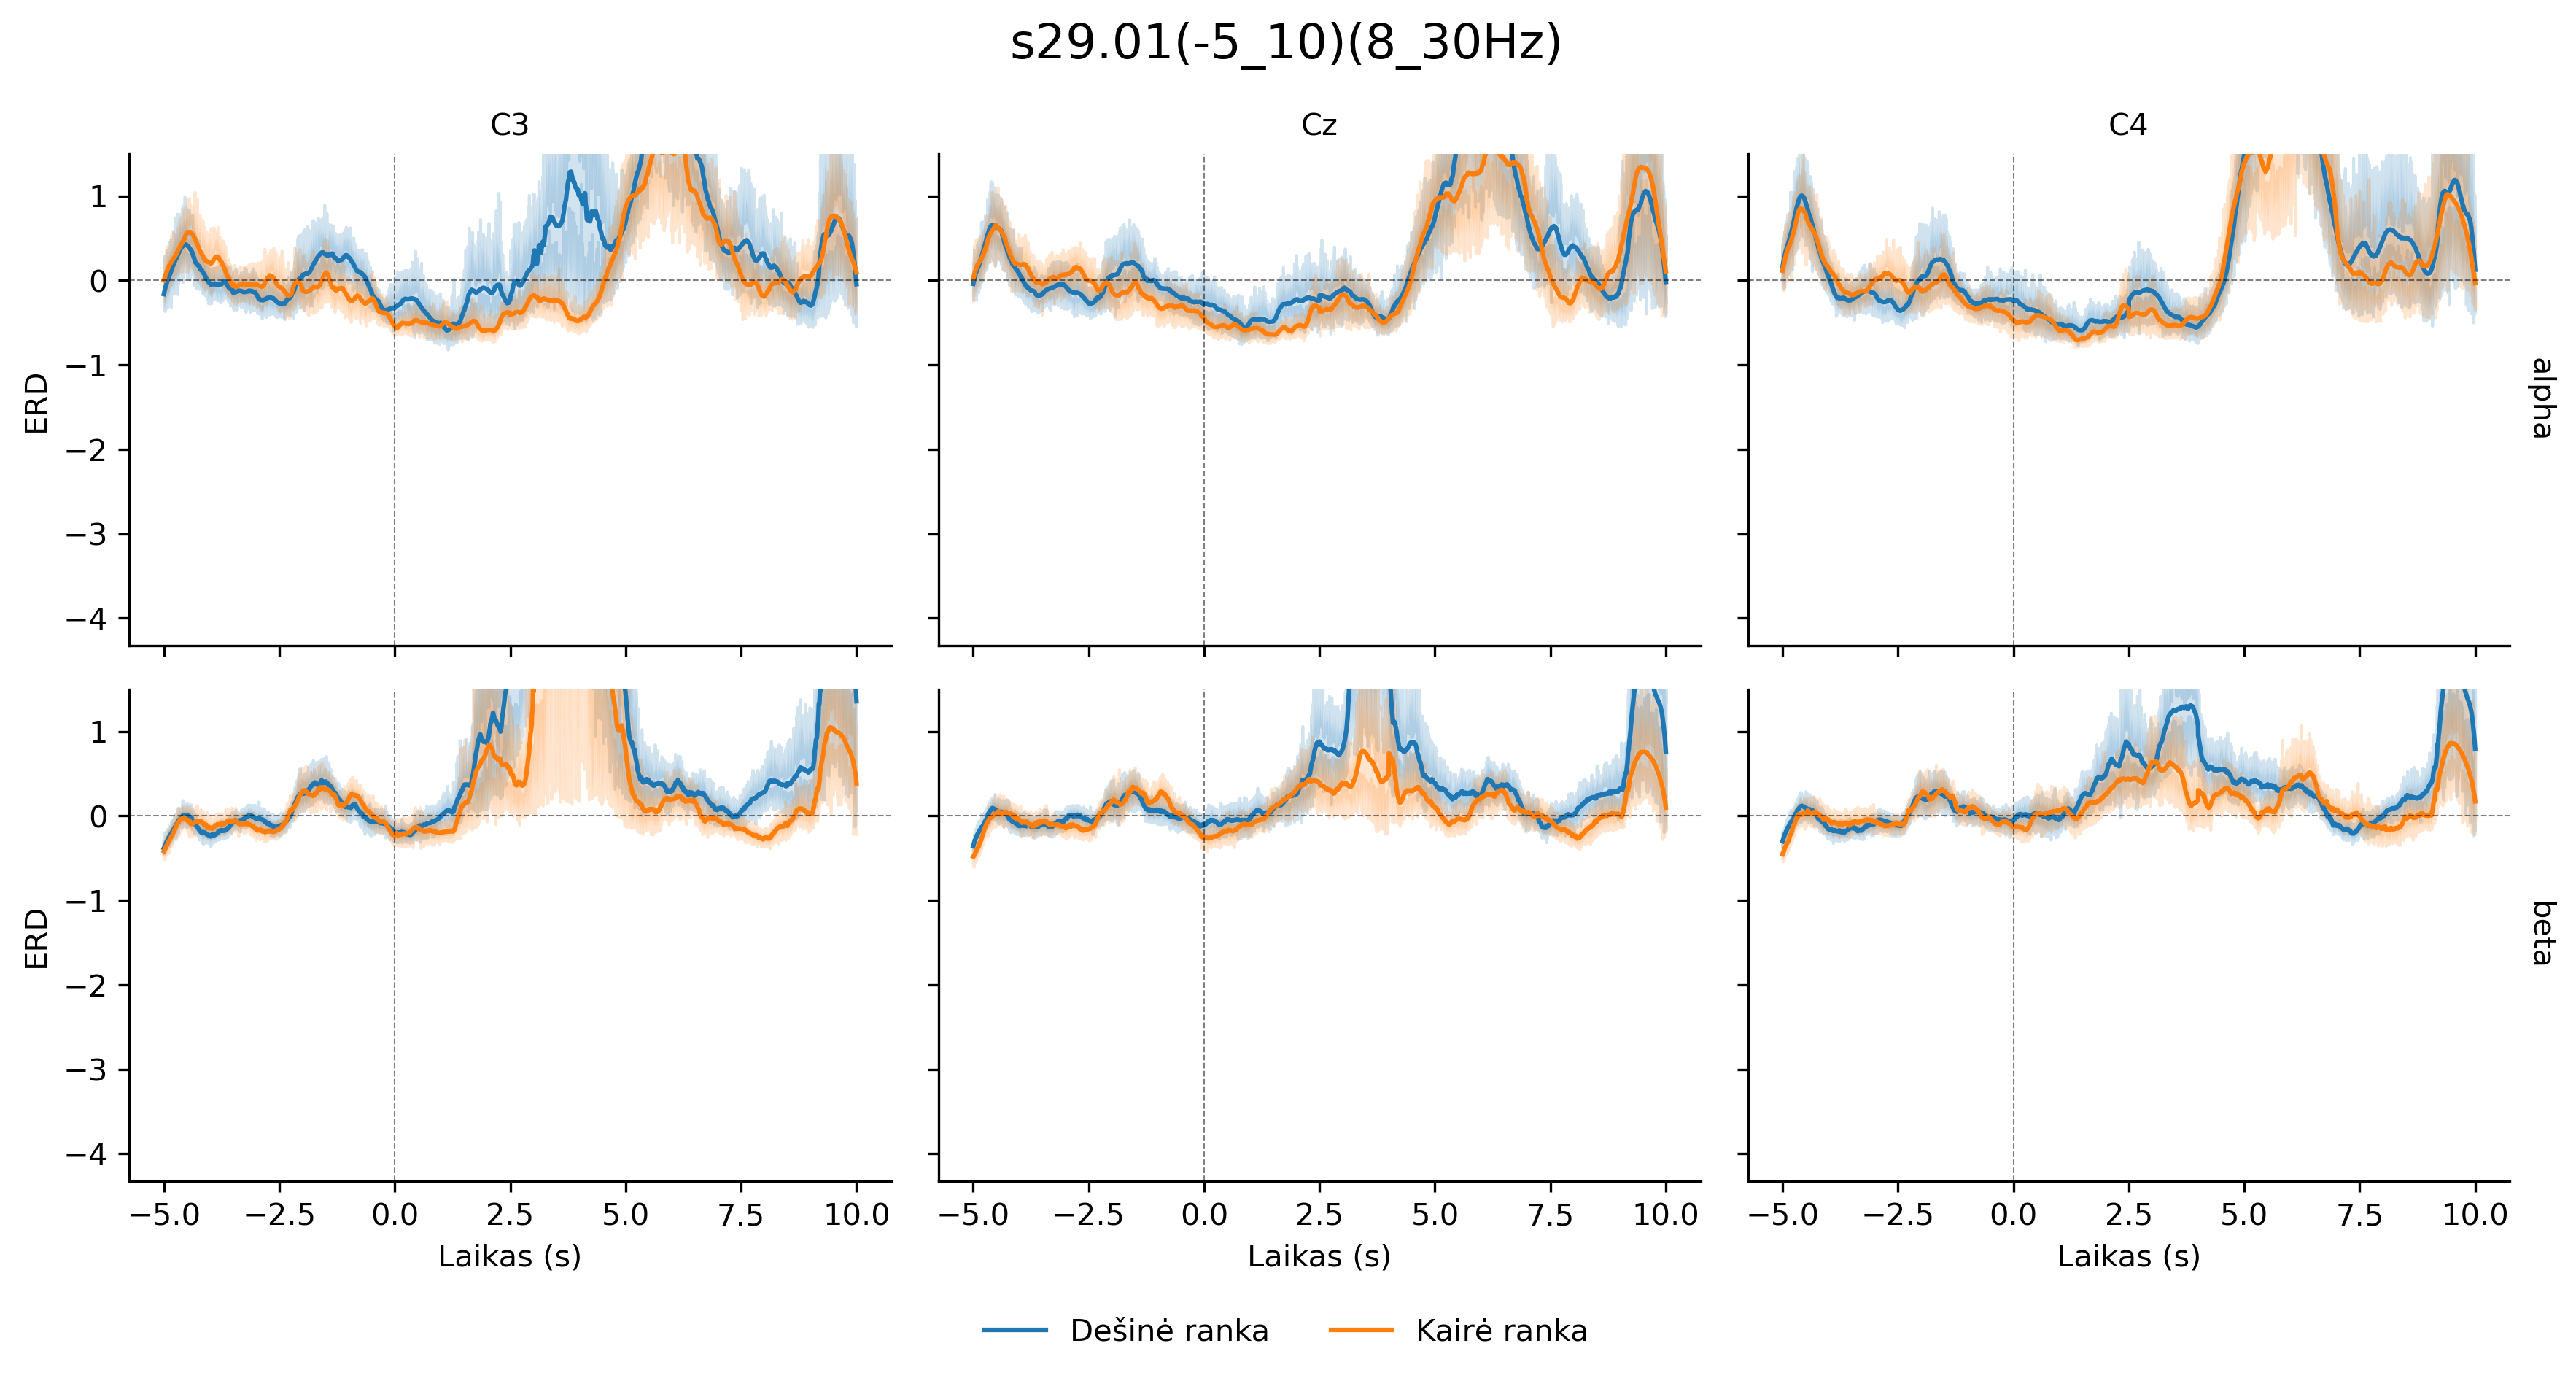 s29.01(-5_10)(8_30Hz)
C3 Cz C4
ERD
1
0
−1
−2
−3
−4
alpha
ERD
1
0
−1
−2
−3
−4
beta
−5.0 −2.5 0.0 2.5 5.0 7.5 10.0 −5.0 −2.5 0.0 2.5 5.0 7.5 10.0 −5.0 −2.5 0.0 2.5 5.0 7.5 10.0
Laikas (s) Laikas (s) Laikas (s)
Dešinė ranka Kairė ranka